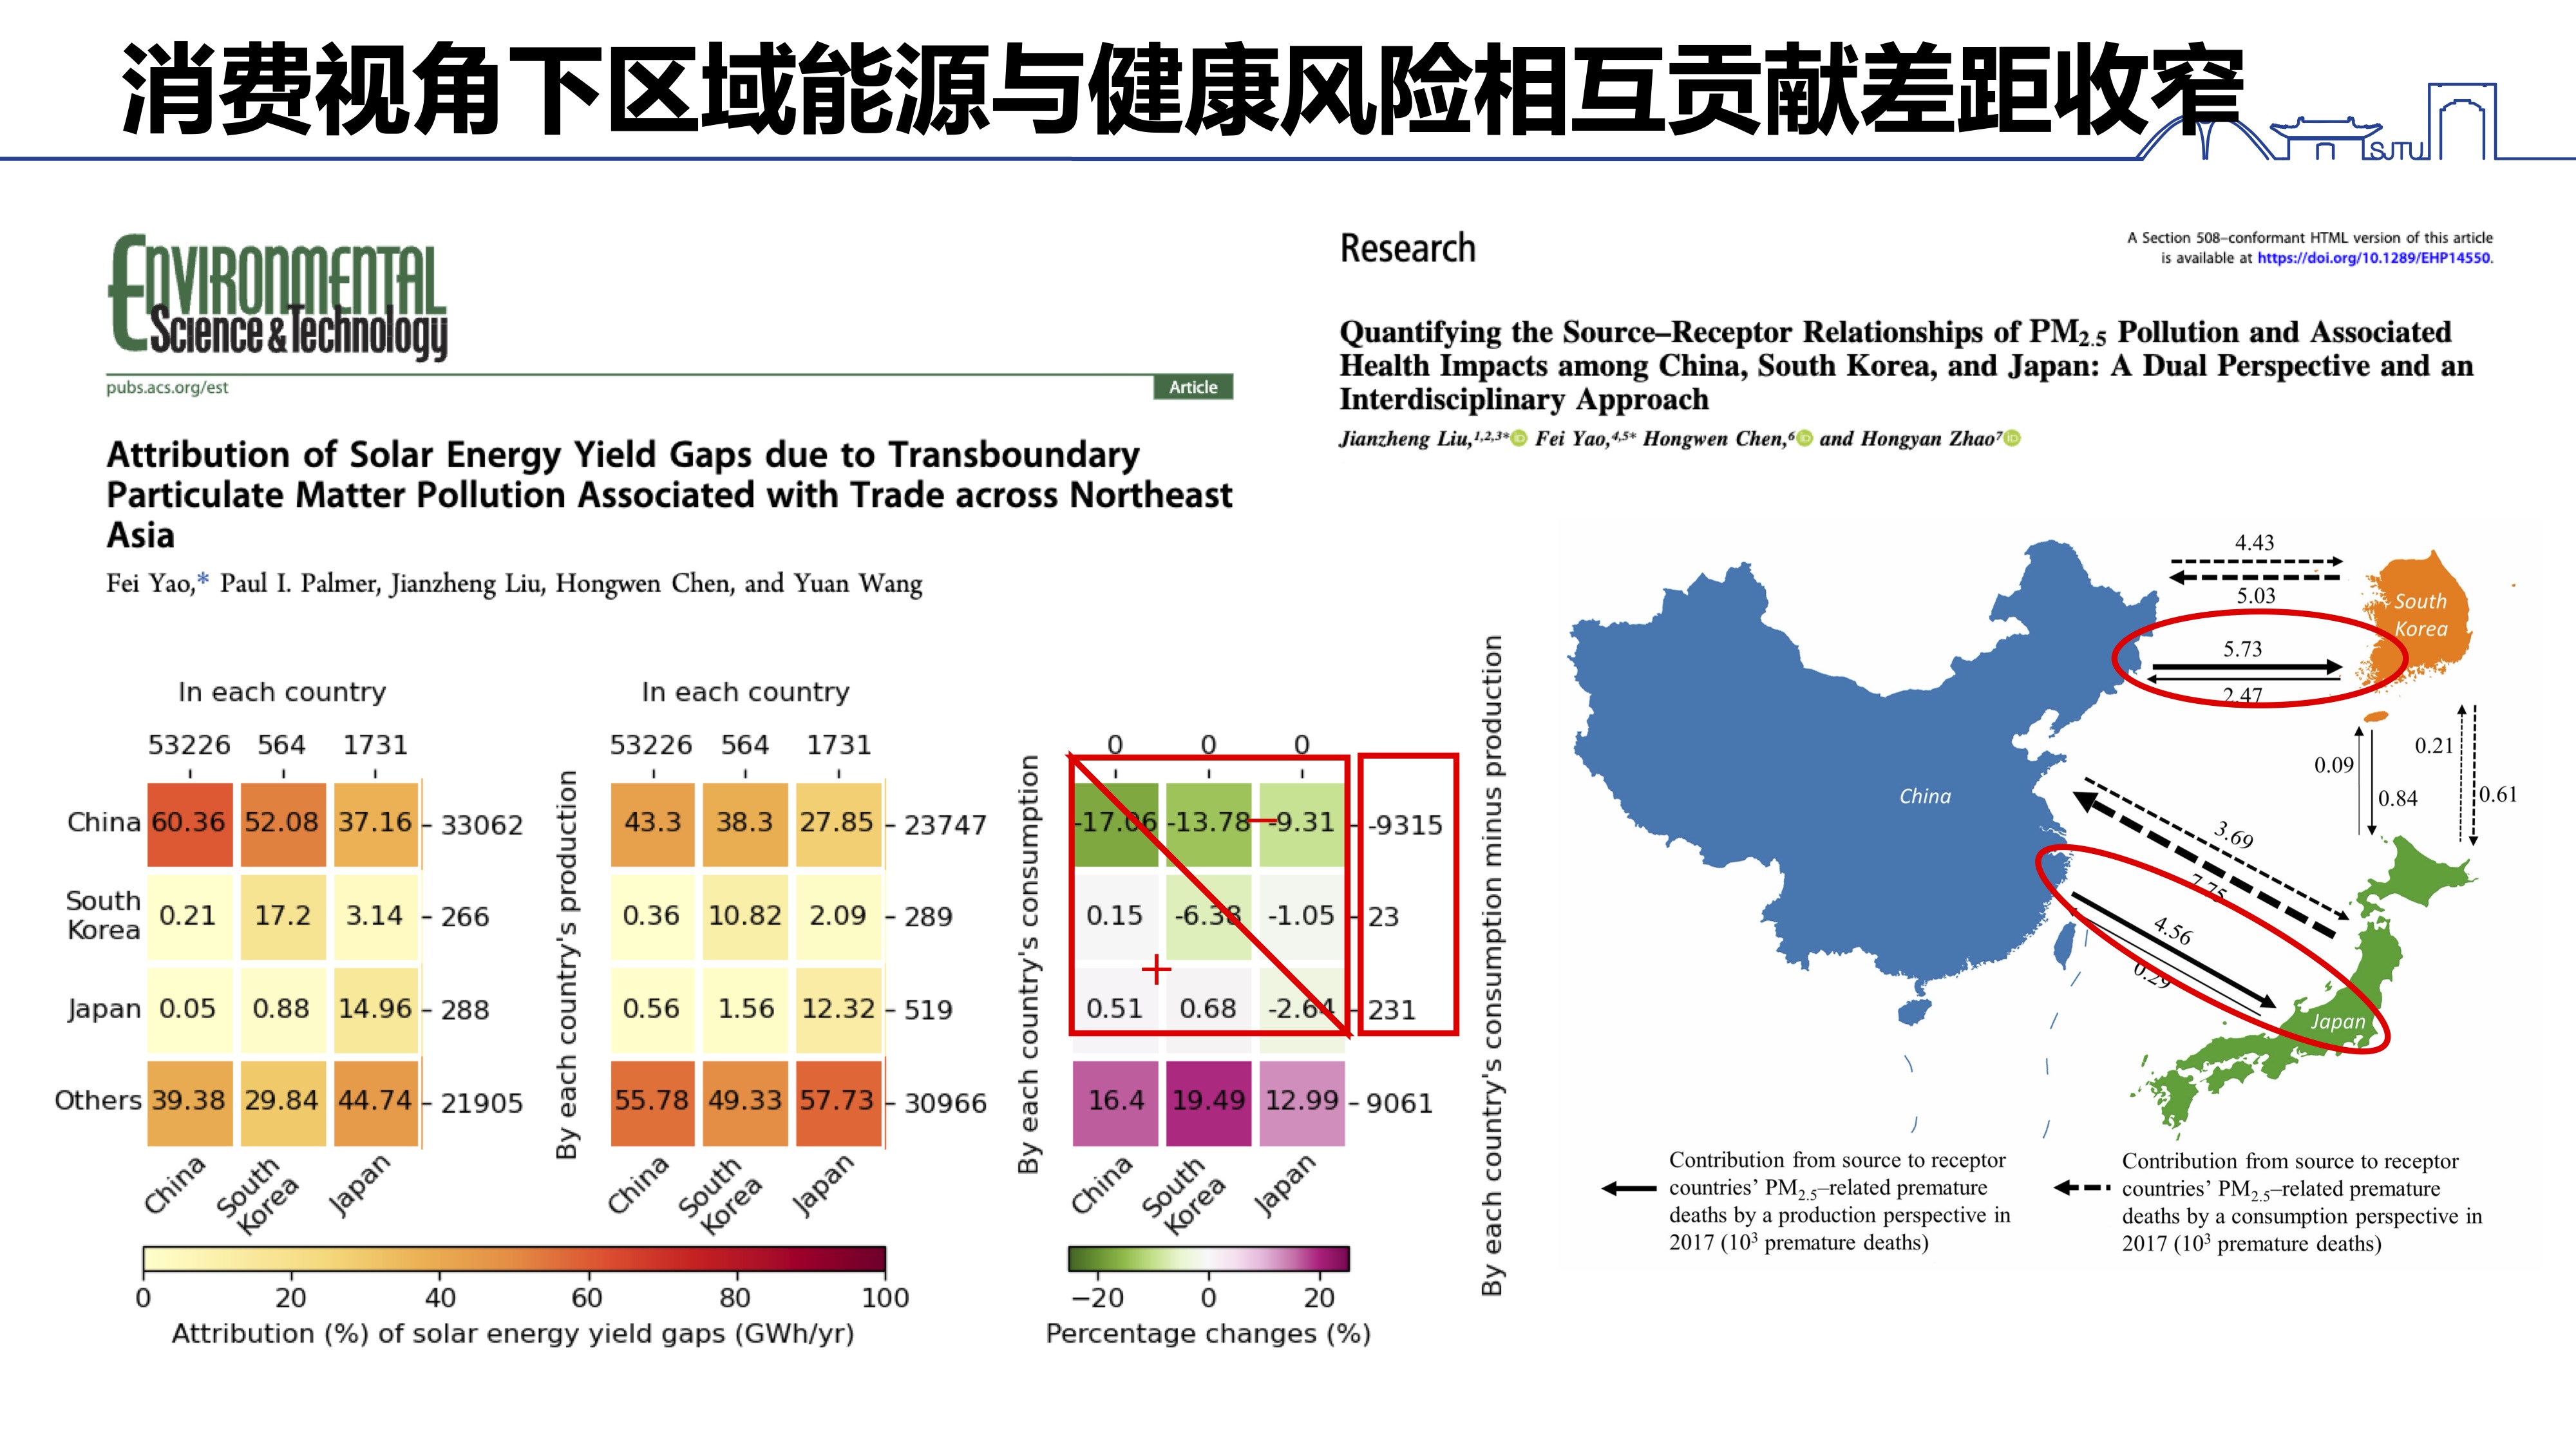 消费视角下区域能源与健康风险相互贡献差距收窄
SJTU
ENVIRONMENTAL
Science & Technology
pubs.acs.org/est
Article
Attribution of Solar Energy Yield Gaps due to Transboundary
Particulate Matter Pollution Associated with Trade across Northeast
Asia
Fei Yao,* Paul I. Palmer, Jianzheng Liu, Hongwen Chen, and Yuan Wang
In each country
53226 564 1731
China 60.36 52.08 37.16 33062
South
Korea 0.21 17.2 3.14 266
Japan 0.05 0.88 14.96 288
Others 39.38 29.84 44.74 21905
China
South
Korea
Japan
By each country's production
In each country
53226 564 1731
43.3 38.3 27.85 23747
0.36 10.82 2.09 289
0.56 1.56 12.32 519
55.78 49.33 57.73 30966
China
South
Korea
Japan
By each country's consumption
0 20 40 60 80 100
Attribution (%) of solar energy yield gaps (GWh/yr)
0 0 0
-17.06 -13.78 -9.31 -9315
0.15 -6.38 -1.05 23
0.51 0.68 -2.64 231
16.4 19.49 12.99 9061
China
South
Korea
Japan
By each country's consumption minus production
−20 0 20
Percentage changes (%)
Research
A Section 508–conformant HTML version of this article
is available at https://doi.org/10.1289/EHP14550.
Quantifying the Source–Receptor Relationships of PM2.5 Pollution and Associated
Health Impacts among China, South Korea, and Japan: A Dual Perspective and an
Interdisciplinary Approach
Jianzheng Liu,1,2,3* Fei Yao,4,5* Hongwen Chen,6 and Hongyan Zhao7
4.43
5.03
South
Korea
5.73
2.47
0.21
0.09
0.84
0.61
China
3.69
7.75
4.56
0.29
Japan
Contribution from source to receptor
countries’ PM2.5–related premature
deaths by a production perspective in
2017 (10³ premature deaths)
Contribution from source to receptor
countries’ PM2.5–related premature
deaths by a consumption perspective in
2017 (10³ premature deaths)